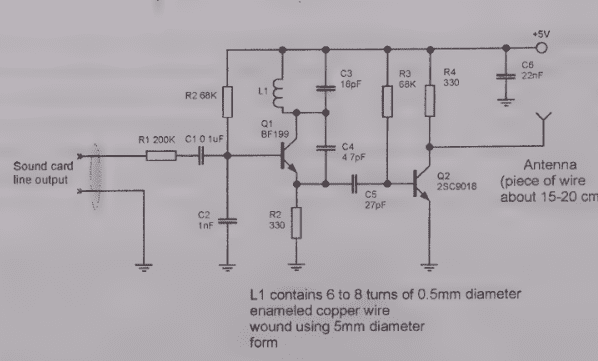 +5V
C6
22nF
R2 68K
L1
C3
16pF
R3
68K
R4
330
R1 200K
C1 0.1uF
Q1
BF199
C4
4.7pF
Sound card
line output
C5
27pF
Q2
2SC9018
Antenna
(piece of wire
about 15-20 cm
C2
1nF
R2
330
L1 contains 6 to 8 turns of 0.5mm diameter
enameled copper wire
wound using 5mm diameter
form